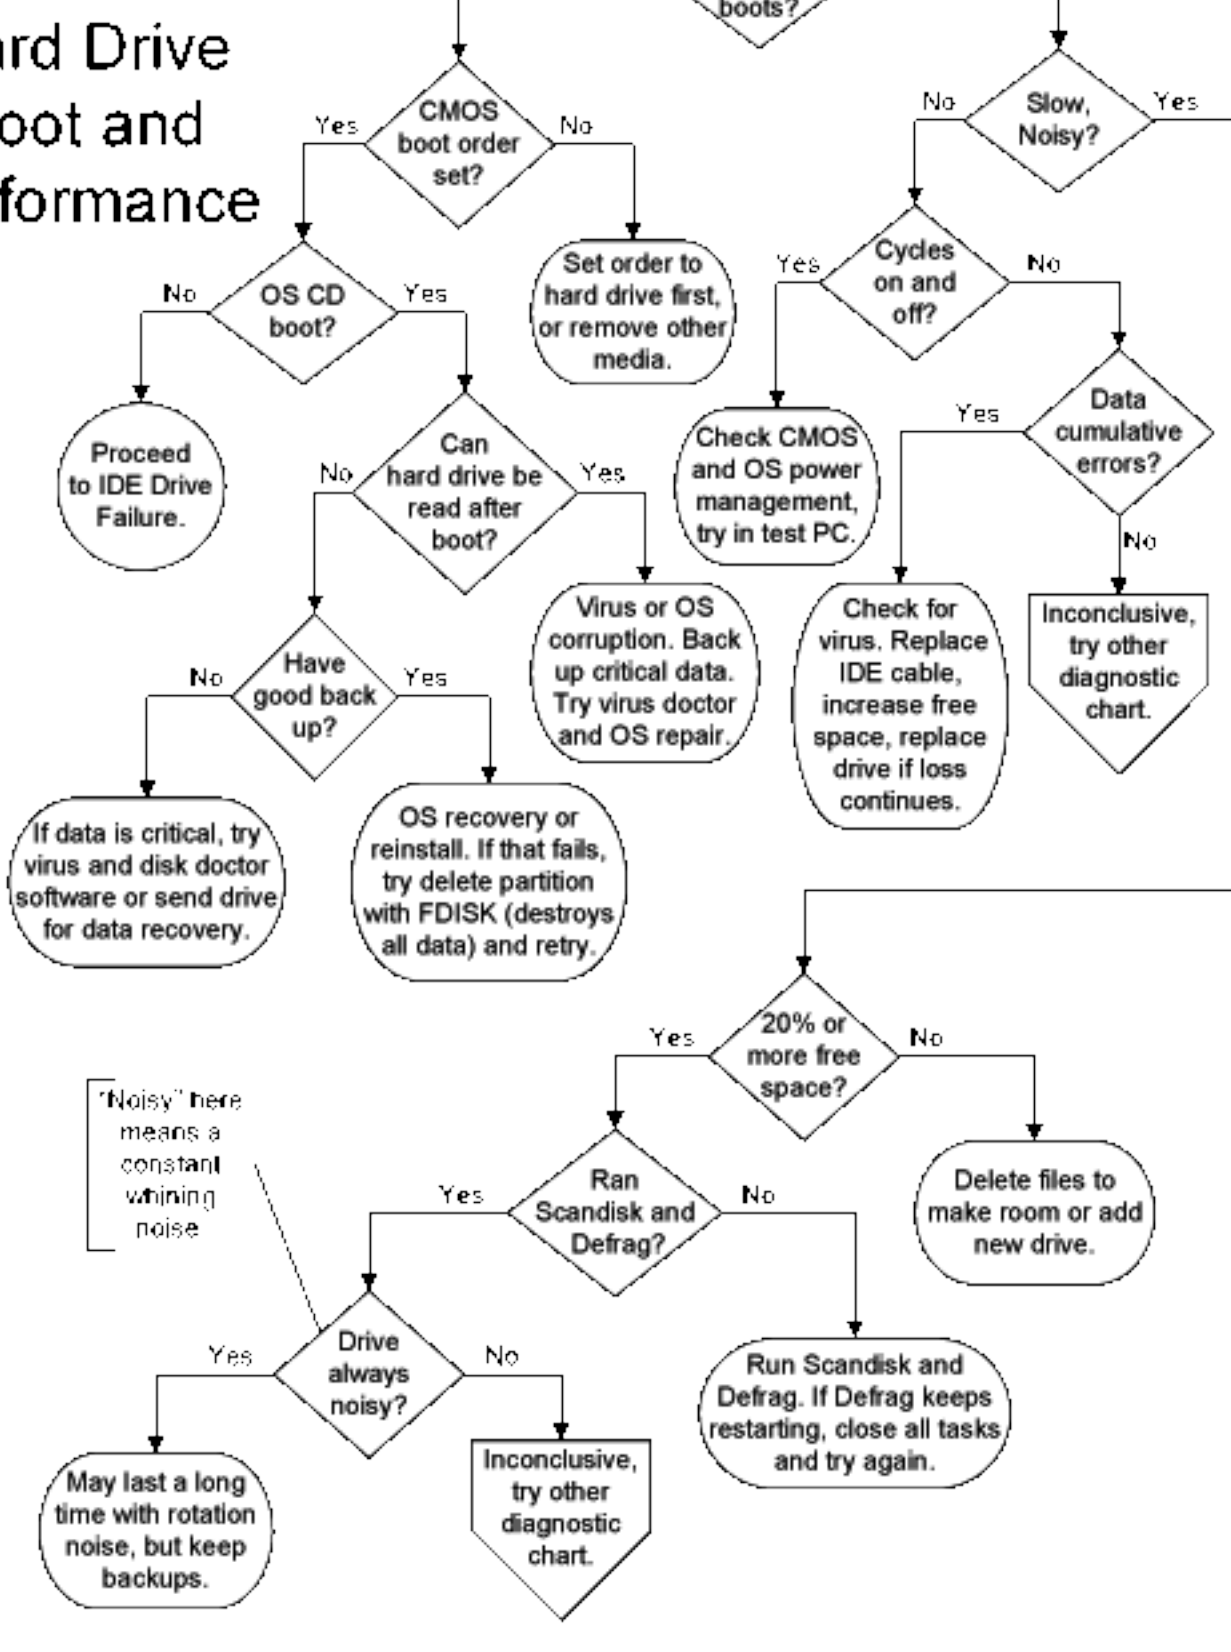 ard Drive
oot and
formance
boots?
CMOS
boot order
set?
Yes
No
Slow,
Noisy?
No
Yes
OS CD
boot?
No
Yes
Set order to
hard drive first,
or remove other
media.
Cycles
on and
off?
Yes
No
Proceed
to IDE Drive
Failure.
Can
hard drive be
read after
boot?
No
Yes
Check CMOS
and OS power
management,
try in test PC.
Data
cumulative
errors?
Yes
No
Have
good back
up?
No
Yes
Virus or OS
corruption. Back
up critical data.
Try virus doctor
and OS repair.
Check for
virus. Replace
IDE cable,
increase free
space, replace
drive if loss
continues.
Inconclusive,
try other
diagnostic
chart.
If data is critical, try
virus and disk doctor
software or send drive
for data recovery.
OS recovery or
reinstall. If that fails,
try delete partition
with FDISK (destroys
all data) and retry.
20% or
more free
space?
Yes
No
"Noisy" here
means a
constant
whining
noise
Ran
Scandisk and
Defrag?
Yes
No
Delete files to
make room or add
new drive.
Drive
always
noisy?
Yes
No
Run Scandisk and
Defrag. If Defrag keeps
restarting, close all tasks
and try again.
May last a long
time with rotation
noise, but keep
backups.
Inconclusive,
try other
diagnostic
chart.